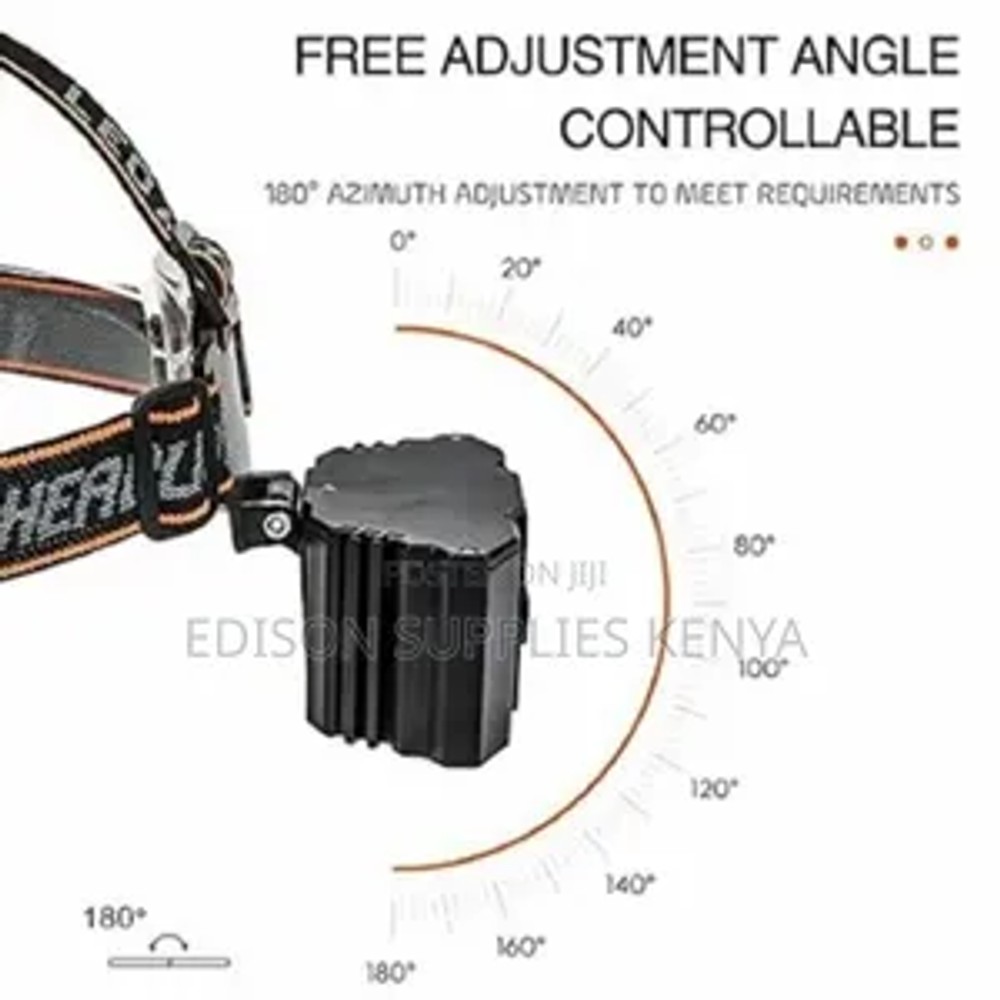 FREE ADJUSTMENT ANGLE
CONTROLLABLE
180° AZIMUTH ADJUSTMENT TO MEET REQUIREMENTS
LED
0°
20°
40°
60°
80°
100°
120°
140°
160°
180°
POSTED ON JIJI
EDISON SUPPLIES KENYA
180°